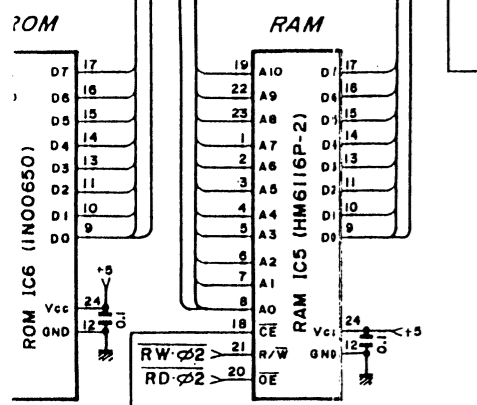 ROM
RAM
ROM IC6 (IN00650)
D7 17
D6 16
D5 15
D4 14
D3 13
D2 11
D1 10
D0 9
+5
Vcc 24
0.1
GND 12
RAM IC5 (HM6116P-2)
19 A10
22 A9
23 A8
1 A7
2 A6
3 A5
4 A4
5 A3
6 A2
7 A1
8 A0
18 CE
RW·φ2 21 R/W
RD·φ2 20 OE
D7 17
D6 16
D5 15
D4 14
D3 13
D2 11
D1 10
D0 9
Vcc 24 +5
0.1
GND 12